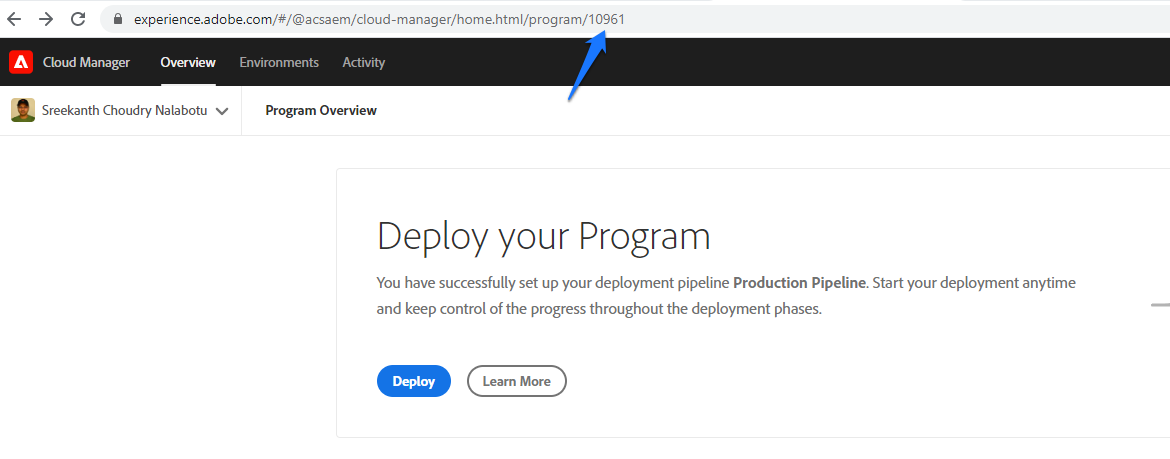 experience.adobe.com/#/@acsaem/cloud-manager/home.html/program/10961
Cloud Manager Overview Environments Activity
Sreekanth Choudry Nalabotu Program Overview
Deploy your Program
You have successfully set up your deployment pipeline Production Pipeline. Start your deployment anytime
and keep control of the progress throughout the deployment phases.
Deploy Learn More